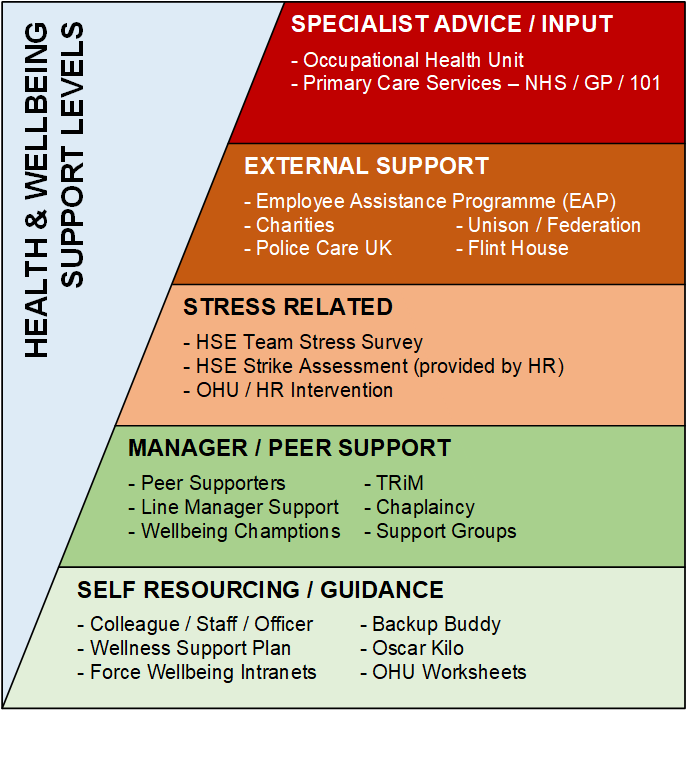 HEALTH & WELLBEING
SUPPORT LEVELS
SPECIALIST ADVICE / INPUT
- Occupational Health Unit
- Primary Care Services – NHS / GP / 101
EXTERNAL SUPPORT
- Employee Assistance Programme (EAP)
- Charities - Unison / Federation
- Police Care UK - Flint House
STRESS RELATED
- HSE Team Stress Survey
- HSE Strike Assessment (provided by HR)
- OHU / HR Intervention
MANAGER / PEER SUPPORT
- Peer Supporters - TRiM
- Line Manager Support - Chaplaincy
- Wellbeing Champtions - Support Groups
SELF RESOURCING / GUIDANCE
- Colleague / Staff / Officer - Backup Buddy
- Wellness Support Plan - Oscar Kilo
- Force Wellbeing Intranets - OHU Worksheets